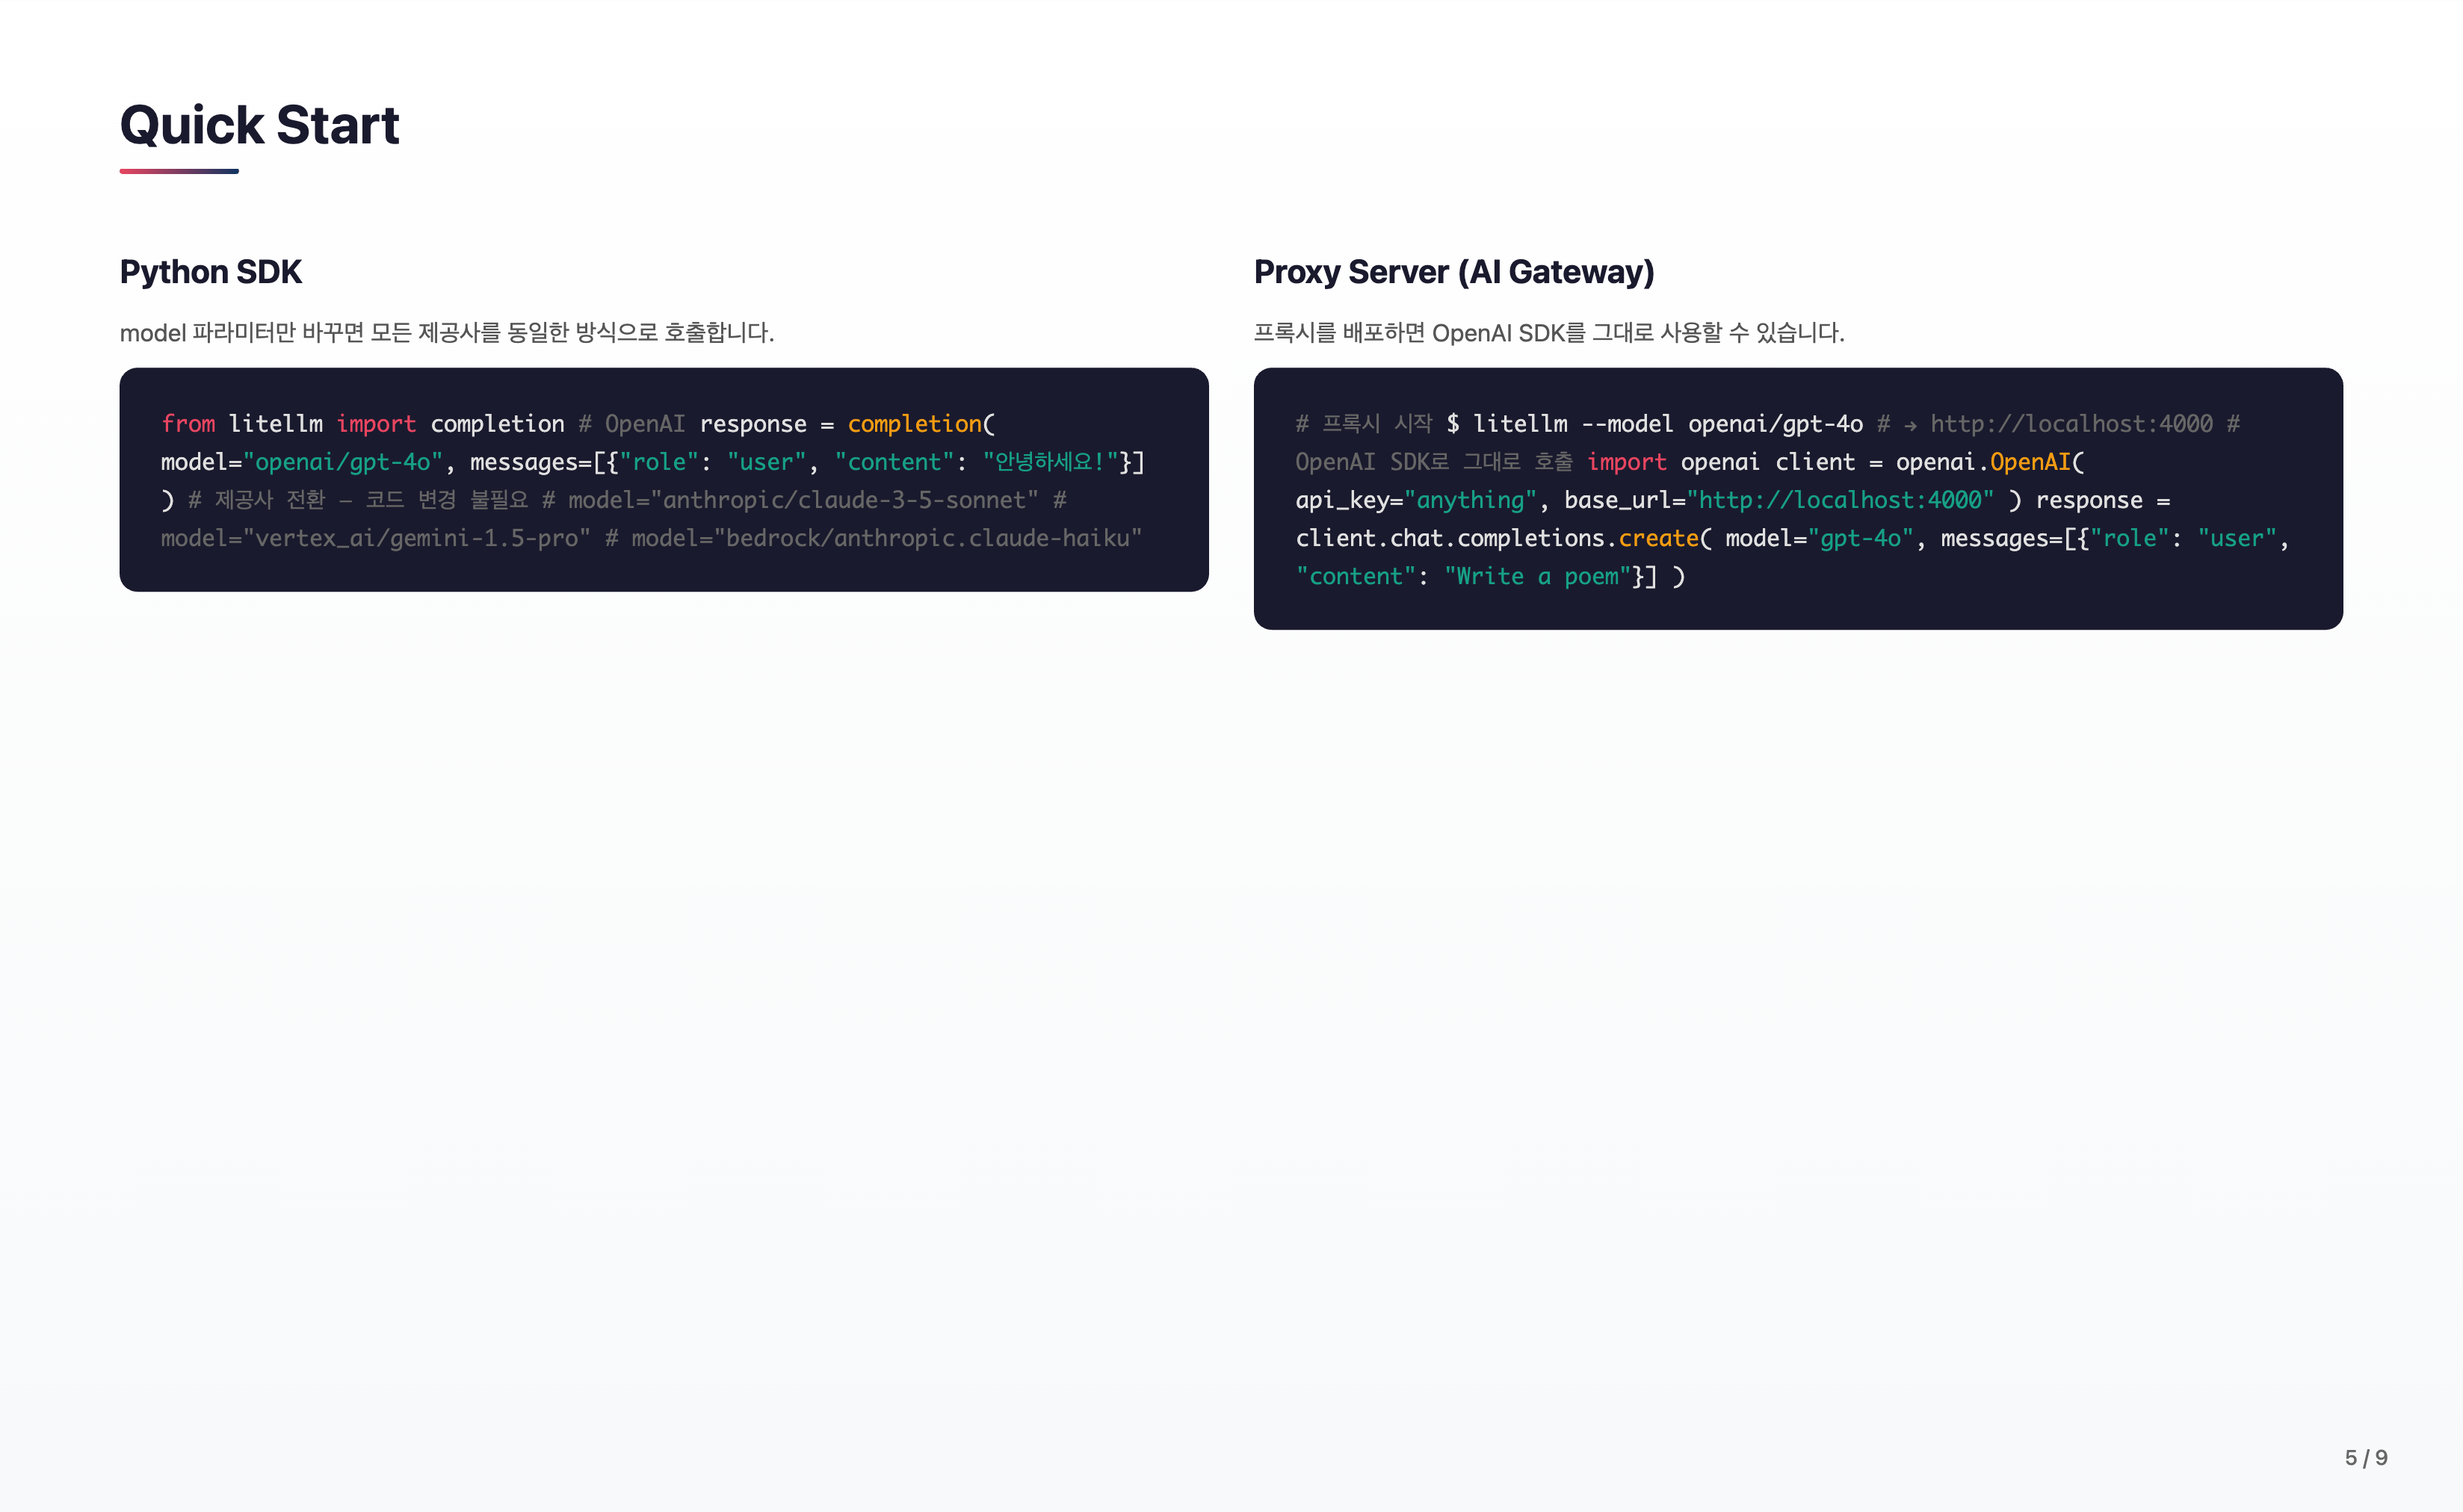 Quick Start
Python SDK
model 파라미터만 바꾸면 모든 제공사를 동일한 방식으로 호출합니다.
from litellm import completion # OpenAI response = completion(
model="openai/gpt-4o", messages=[{"role": "user", "content": "안녕하세요!"}]
) # 제공사 전환 — 코드 변경 불필요 # model="anthropic/claude-3-5-sonnet" #
model="vertex_ai/gemini-1.5-pro" # model="bedrock/anthropic.claude-haiku"
Proxy Server (AI Gateway)
프록시를 배포하면 OpenAI SDK를 그대로 사용할 수 있습니다.
# 프록시 시작 $ litellm --model openai/gpt-4o # → http://localhost:4000 #
OpenAI SDK로 그대로 호출 import openai client = openai.OpenAI(
api_key="anything", base_url="http://localhost:4000" ) response =
client.chat.completions.create( model="gpt-4o", messages=[{"role": "user",
"content": "Write a poem"}] )
5 / 9